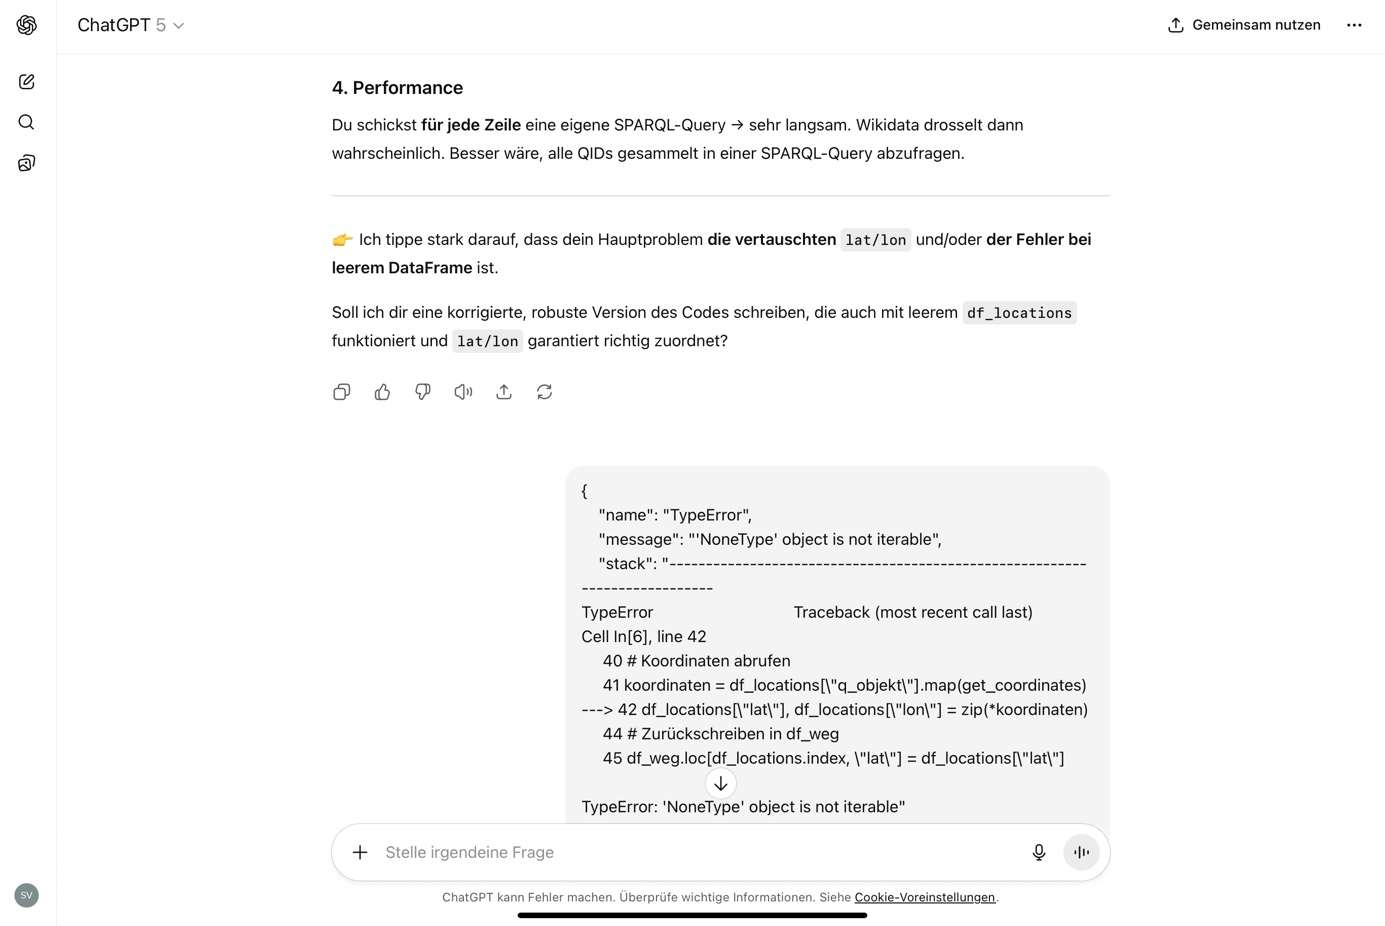 ChatGPT 5
Gemeinsam nutzen
4. Performance
Du schickst für jede Zeile eine eigene SPARQL-Query → sehr langsam. Wikidata drosselt dann
wahrscheinlich. Besser wäre, alle QIDs gesammelt in einer SPARQL-Query abzufragen.
👉 Ich tippe stark darauf, dass dein Hauptproblem die vertauschten lat/lon und/oder der Fehler bei
leerem DataFrame ist.
Soll ich dir eine korrigierte, robuste Version des Codes schreiben, die auch mit leerem df_locations
funktioniert und lat/lon garantiert richtig zuordnet?
{
"name": "TypeError",
"message": "'NoneType' object is not iterable",
"stack": "---------------------------------------------------------
------------------
TypeError Traceback (most recent call last)
Cell In[6], line 42
40 # Koordinaten abrufen
41 koordinaten = df_locations[\"q_objekt\"].map(get_coordinates)
---> 42 df_locations[\"lat\"], df_locations[\"lon\"] = zip(*koordinaten)
44 # Zurückschreiben in df_weg
45 df_weg.loc[df_locations.index, \"lat\"] = df_locations[\"lat\"]
TypeError: 'NoneType' object is not iterable"
Stelle irgendeine Frage
SV
ChatGPT kann Fehler machen. Überprüfe wichtige Informationen. Siehe Cookie-Voreinstellungen.